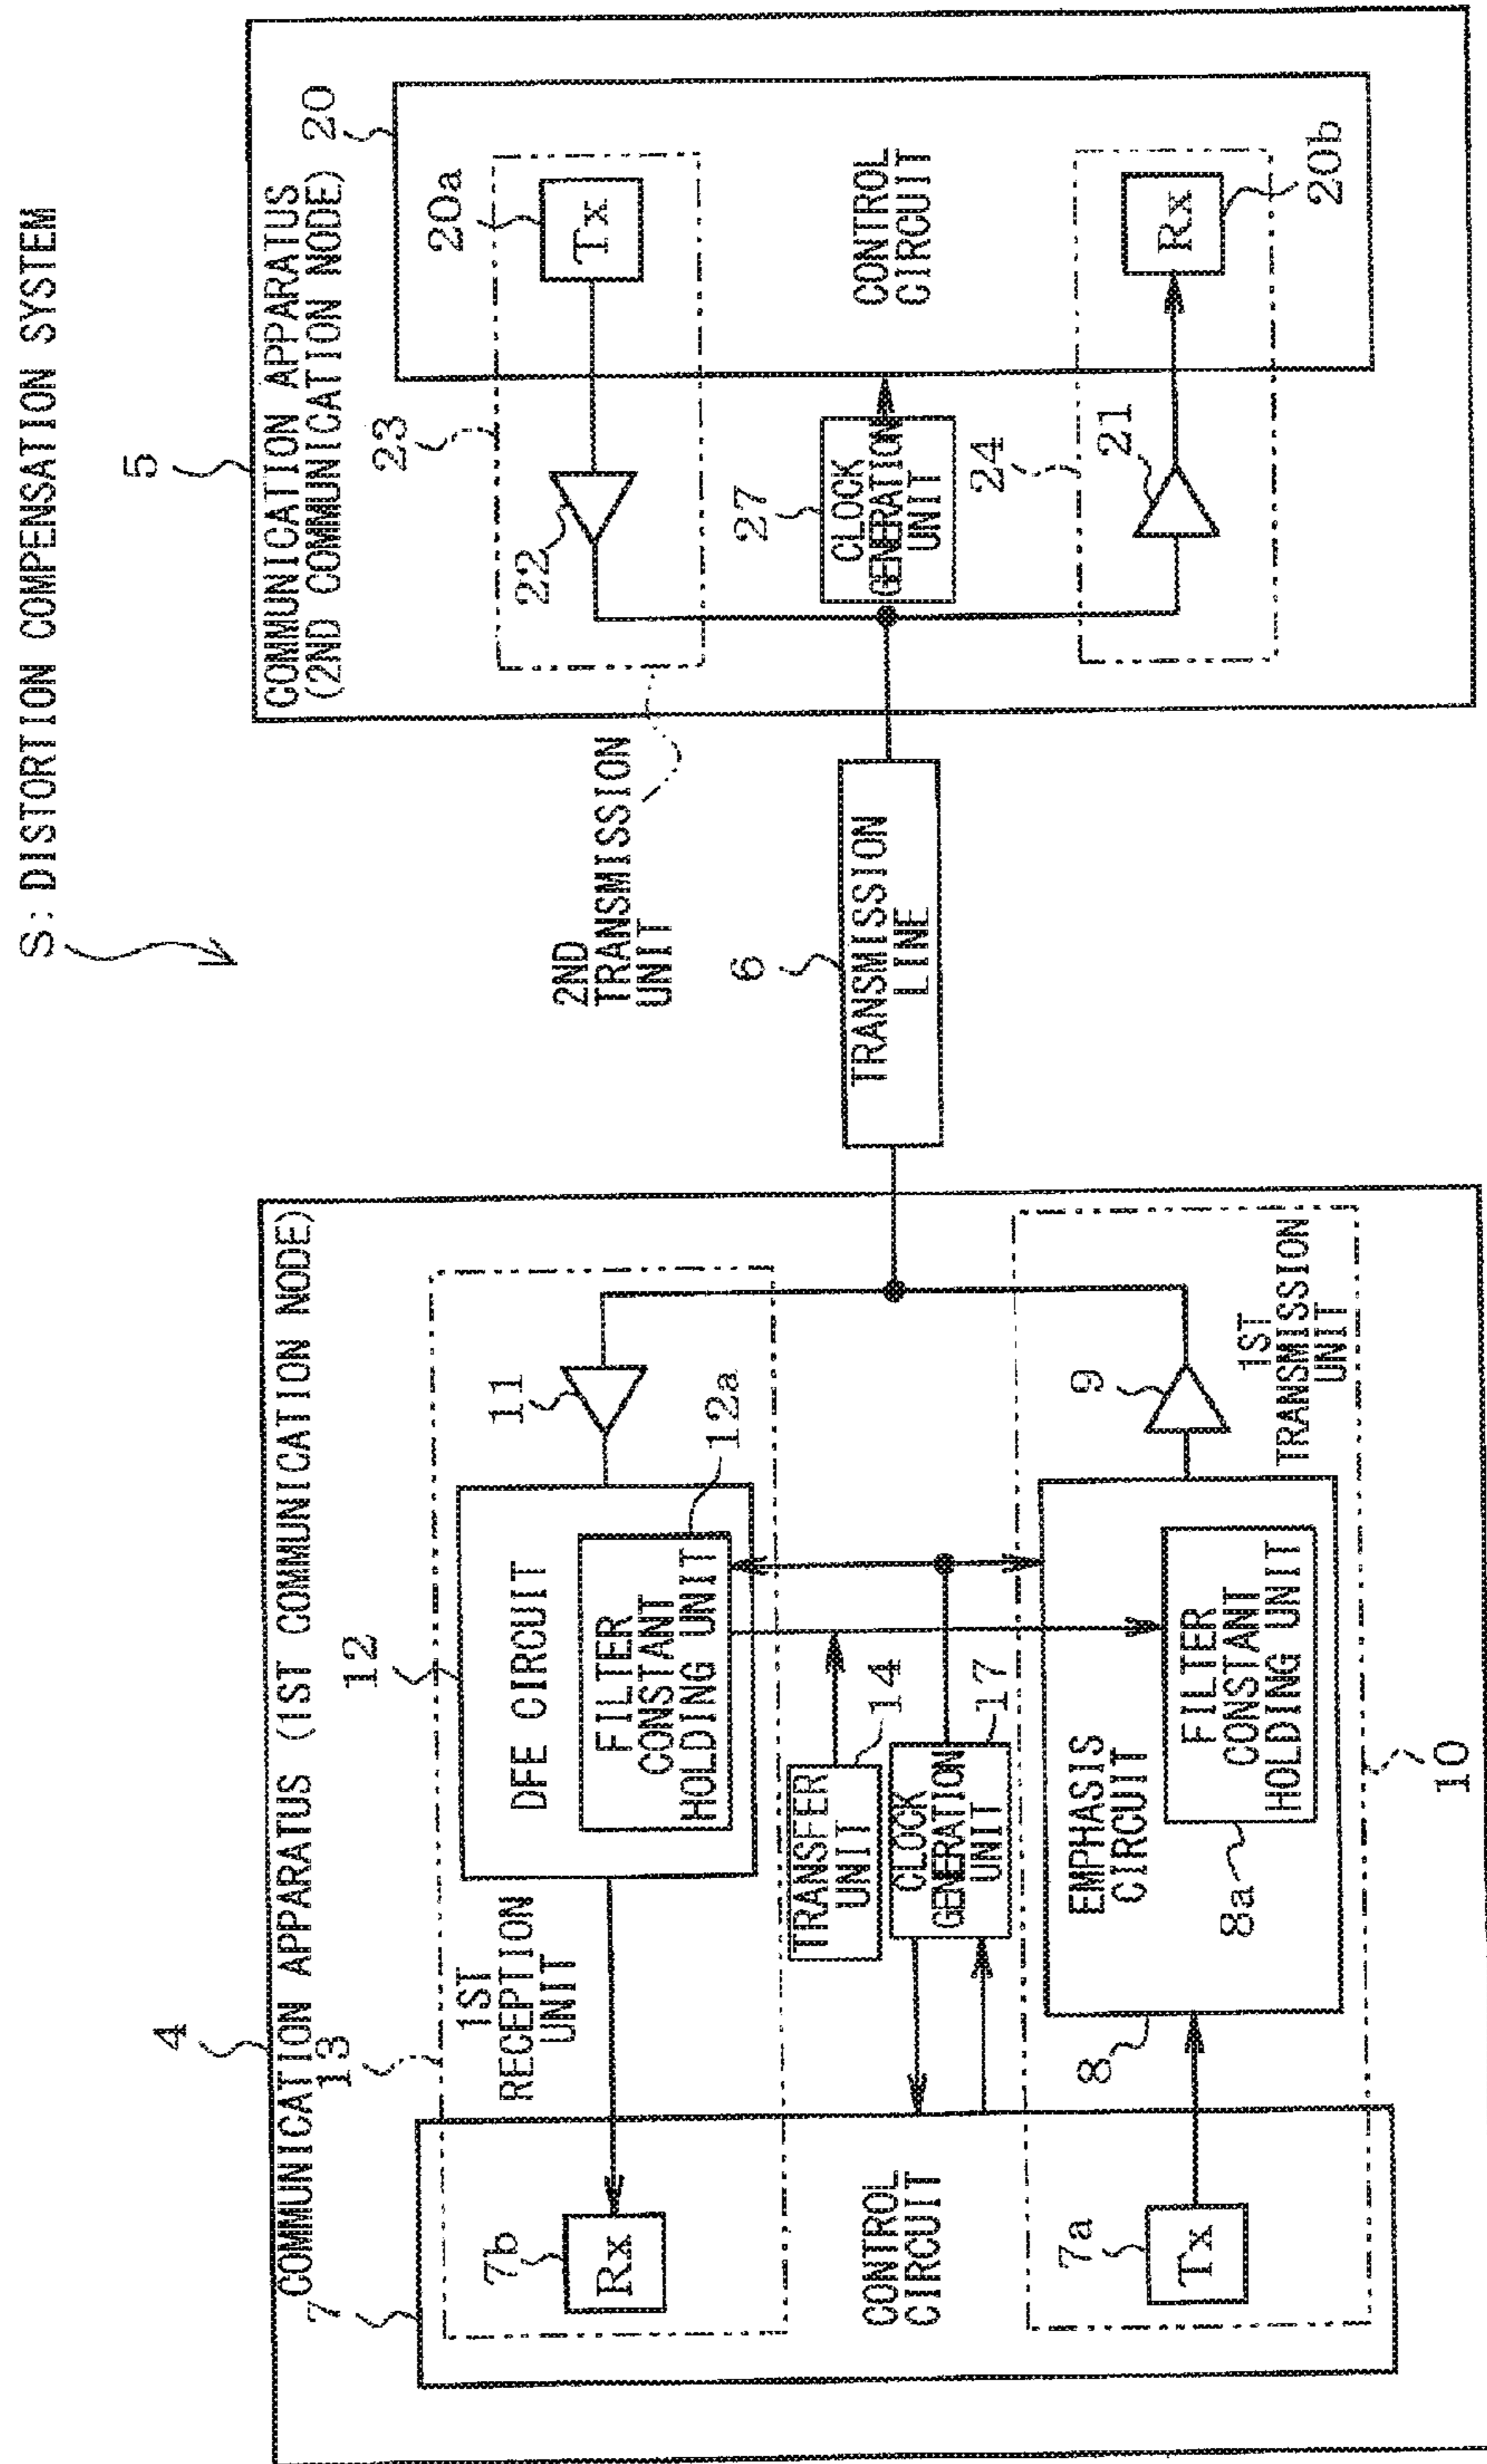 S: DISTORTION COMPENSATION SYSTEM
4
COMMUNICATION APPARATUS (1ST COMMUNICATION NODE)
7
13
12
7b
Rx
1ST
RECEPTION
UNIT
DFE CIRCUIT
FILTER
CONSTANT
HOLDING UNIT
12a
11
CONTROL
CIRCUIT
TRANSFER
UNIT
14
CLOCK
GENERATION
UNIT
17
7a
Tx
8
EMPHASIS
CIRCUIT
8a
FILTER
CONSTANT
HOLDING UNIT
9
1ST
TRANSMISSION
UNIT
10
6
TRANSMISSION
LINE
2ND
TRANSMISSION
UNIT
5
COMMUNICATION APPARATUS
(2ND COMMUNICATION NODE)
20
23
20a
Tx
22
27
CLOCK
GENERATION
UNIT
CONTROL
CIRCUIT
24
21
Rx
20b